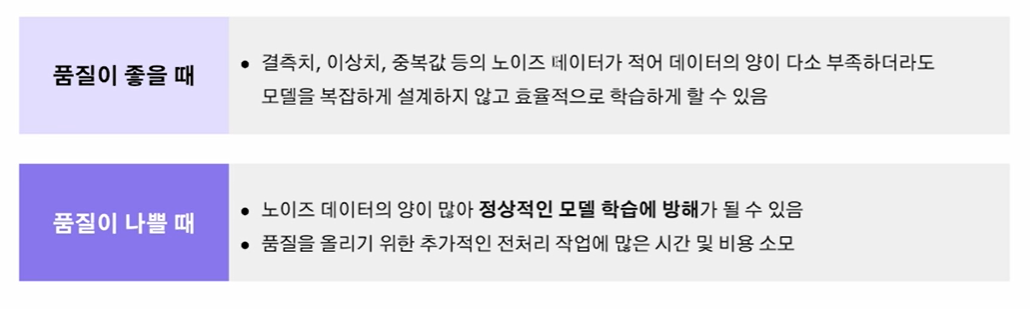 품질이 좋을 때
● 결측치, 이상치, 중복값 등의 노이즈 데이터가 적어 데이터의 양이 다소 부족하더라도
모델을 복잡하게 설계하지 않고 효율적으로 학습하게 할 수 있음
품질이 나쁠 때
● 노이즈 데이터의 양이 많아 정상적인 모델 학습에 방해가 될 수 있음
● 품질을 올리기 위한 추가적인 전처리 작업에 많은 시간 및 비용 소모